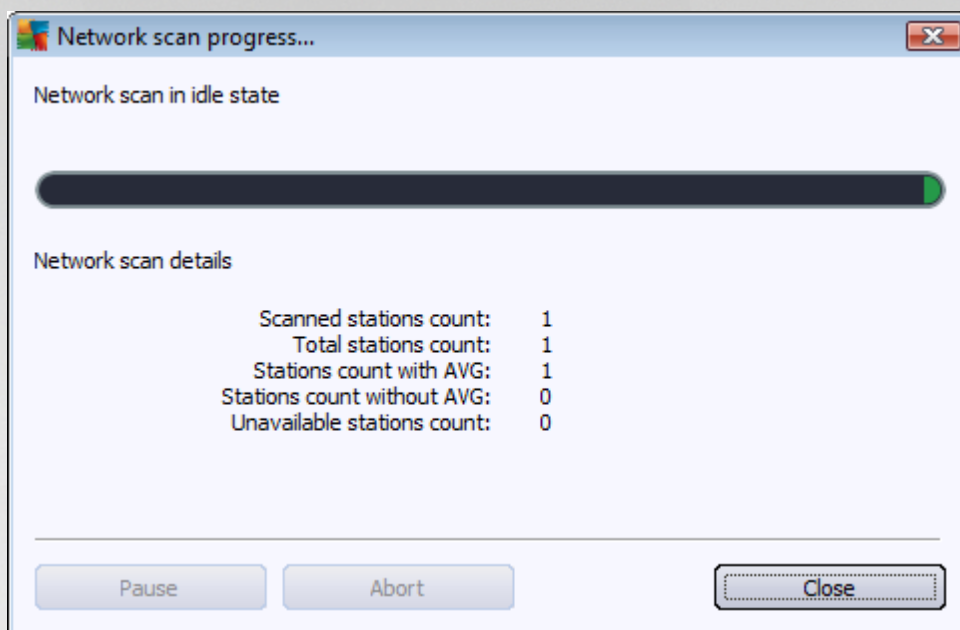 Network scan progress...
Network scan in idle state
Network scan details
Scanned stations count: 1
Total stations count: 1
Stations count with AVG: 1
Stations count without AVG: 0
Unavailable stations count: 0
Pause Abort Close